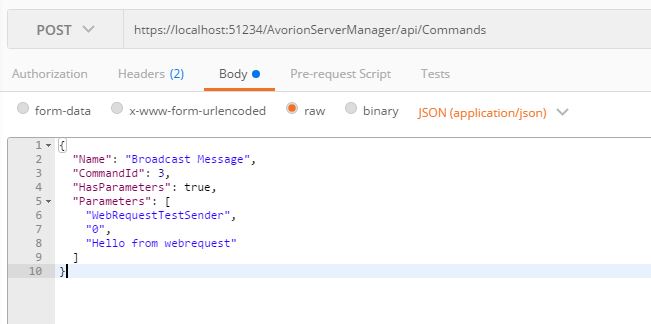 POST https://localhost:51234/AvorionServerManager/api/Commands
Authorization Headers (2) Body Pre-request Script Tests
form-data x-www-form-urlencoded raw binary JSON (application/json)
1 {
2 "Name": "Broadcast Message",
3 "CommandId": 3,
4 "HasParameters": true,
5 "Parameters": [
6 "WebRequestTestSender",
7 "0",
8 "Hello from webrequest"
9 ]
10 }